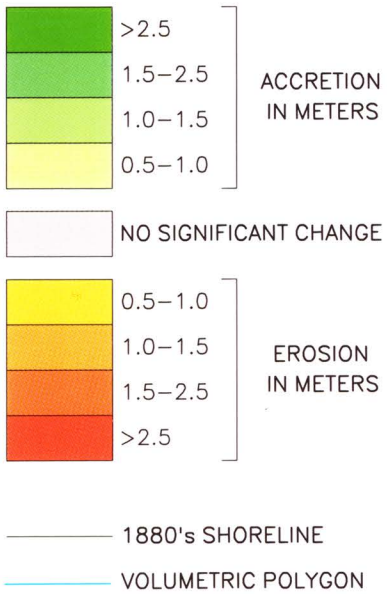 >2.5
1.5–2.5
1.0–1.5
0.5–1.0
ACCRETION
IN METERS
NO SIGNIFICANT CHANGE
0.5–1.0
1.0–1.5
1.5–2.5
>2.5
EROSION
IN METERS
1880's SHORELINE
VOLUMETRIC POLYGON